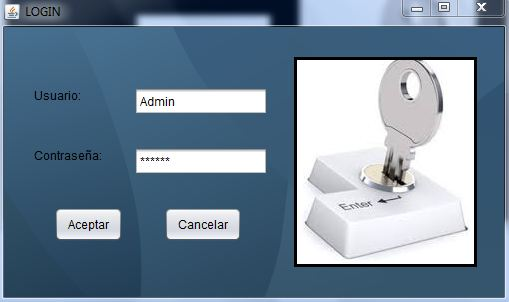 LOGIN
Usuario:
Admin
Contraseña:
******
Aceptar
Cancelar
Enter